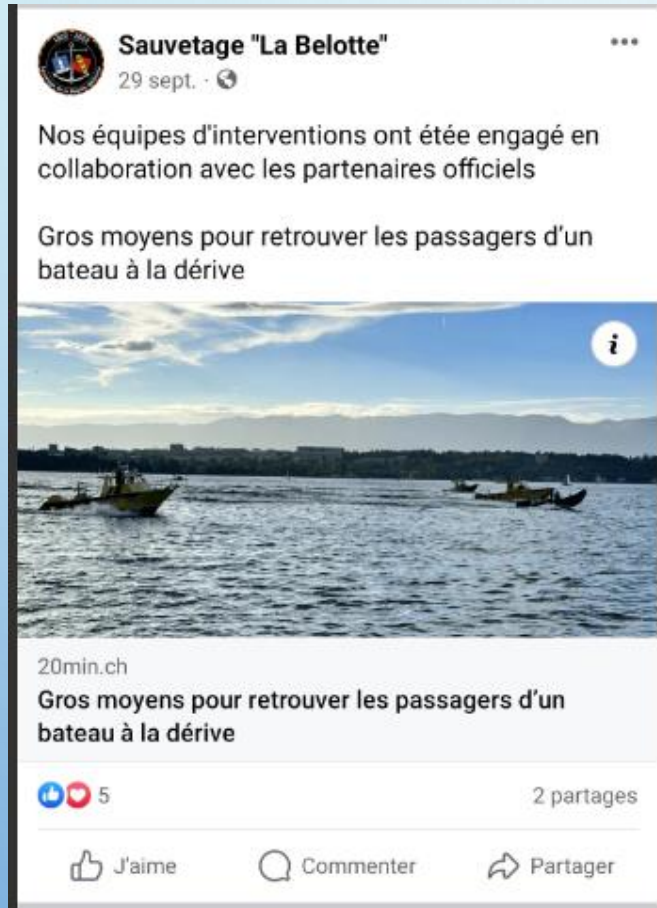 Sauvetage "La Belotte"
29 sept. ·
Nos équipes d'interventions ont étée engagé en
collaboration avec les partenaires officiels
Gros moyens pour retrouver les passagers d’un
bateau à la dérive
i
20min.ch
Gros moyens pour retrouver les passagers d’un
bateau à la dérive
5
2 partages
J'aime
Commenter
Partager